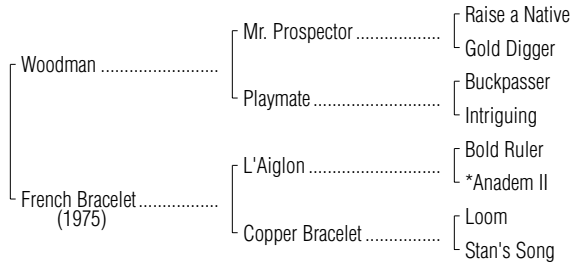 Raise a Native
Mr. Prospector ..................
Gold Digger
Woodman .........................
Buckpasser
Playmate ...........................
Intriguing
Bold Ruler
L'Aiglon ............................
*Anadem II
French Bracelet .................
(1975)
Loom
Copper Bracelet ................
Stan's Song